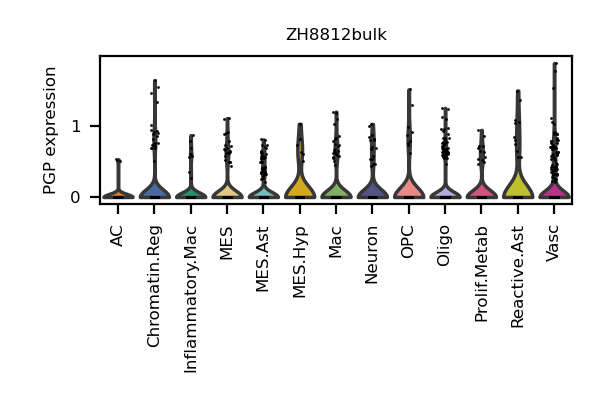 ZH8812bulk
PGP expression
1
0
AC
Chromatin.Reg
Inflammatory.Mac
MES
MES.Ast
MES.Hyp
Mac
Neuron
OPC
Oligo
Prolif.Metab
Reactive.Ast
Vasc